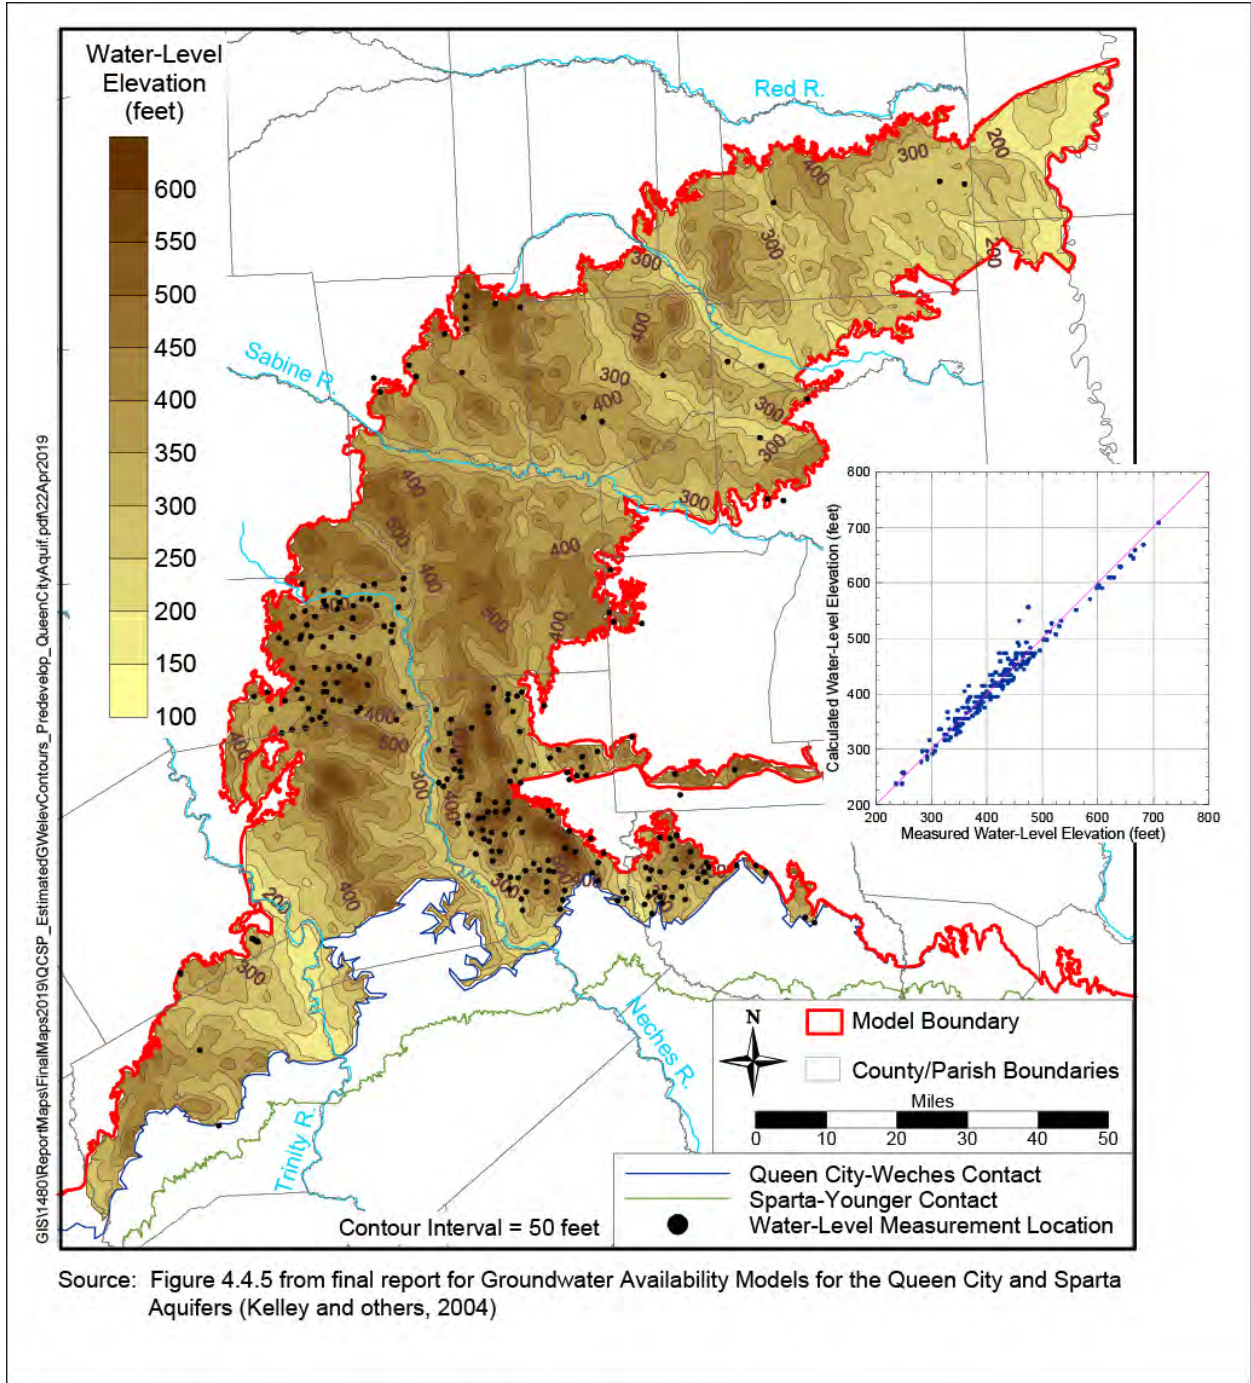 Water-Level
Elevation
(feet)
600
550
500
450
400
350
300
250
200
150
100
Red R.
Sabine R.
Neches R.
Trinity R.
200
300
400
300
200
300
400
300
400
300
300
300
400
500
400
400
500
400
400
500
400
300
400
400
200
300
300
800
700
600
500
400
300
200
Calculated Water-Level Elevation (feet)
200 300 400 500 600 700 800
Measured Water-Level Elevation (feet)
N
Model Boundary
County/Parish Boundaries
Miles
0 10 20 30 40 50
Queen City-Weches Contact
Sparta-Younger Contact
Water-Level Measurement Location
Contour Interval = 50 feet
GIS\1480\ReportMaps\FinalMaps2019\QCSP_EstimatedGWelevContours_Predevelop_QueenCityAquif.pdf\22Apr2019
Source: Figure 4.4.5 from final report for Groundwater Availability Models for the Queen City and Sparta
Aquifers (Kelley and others, 2004)